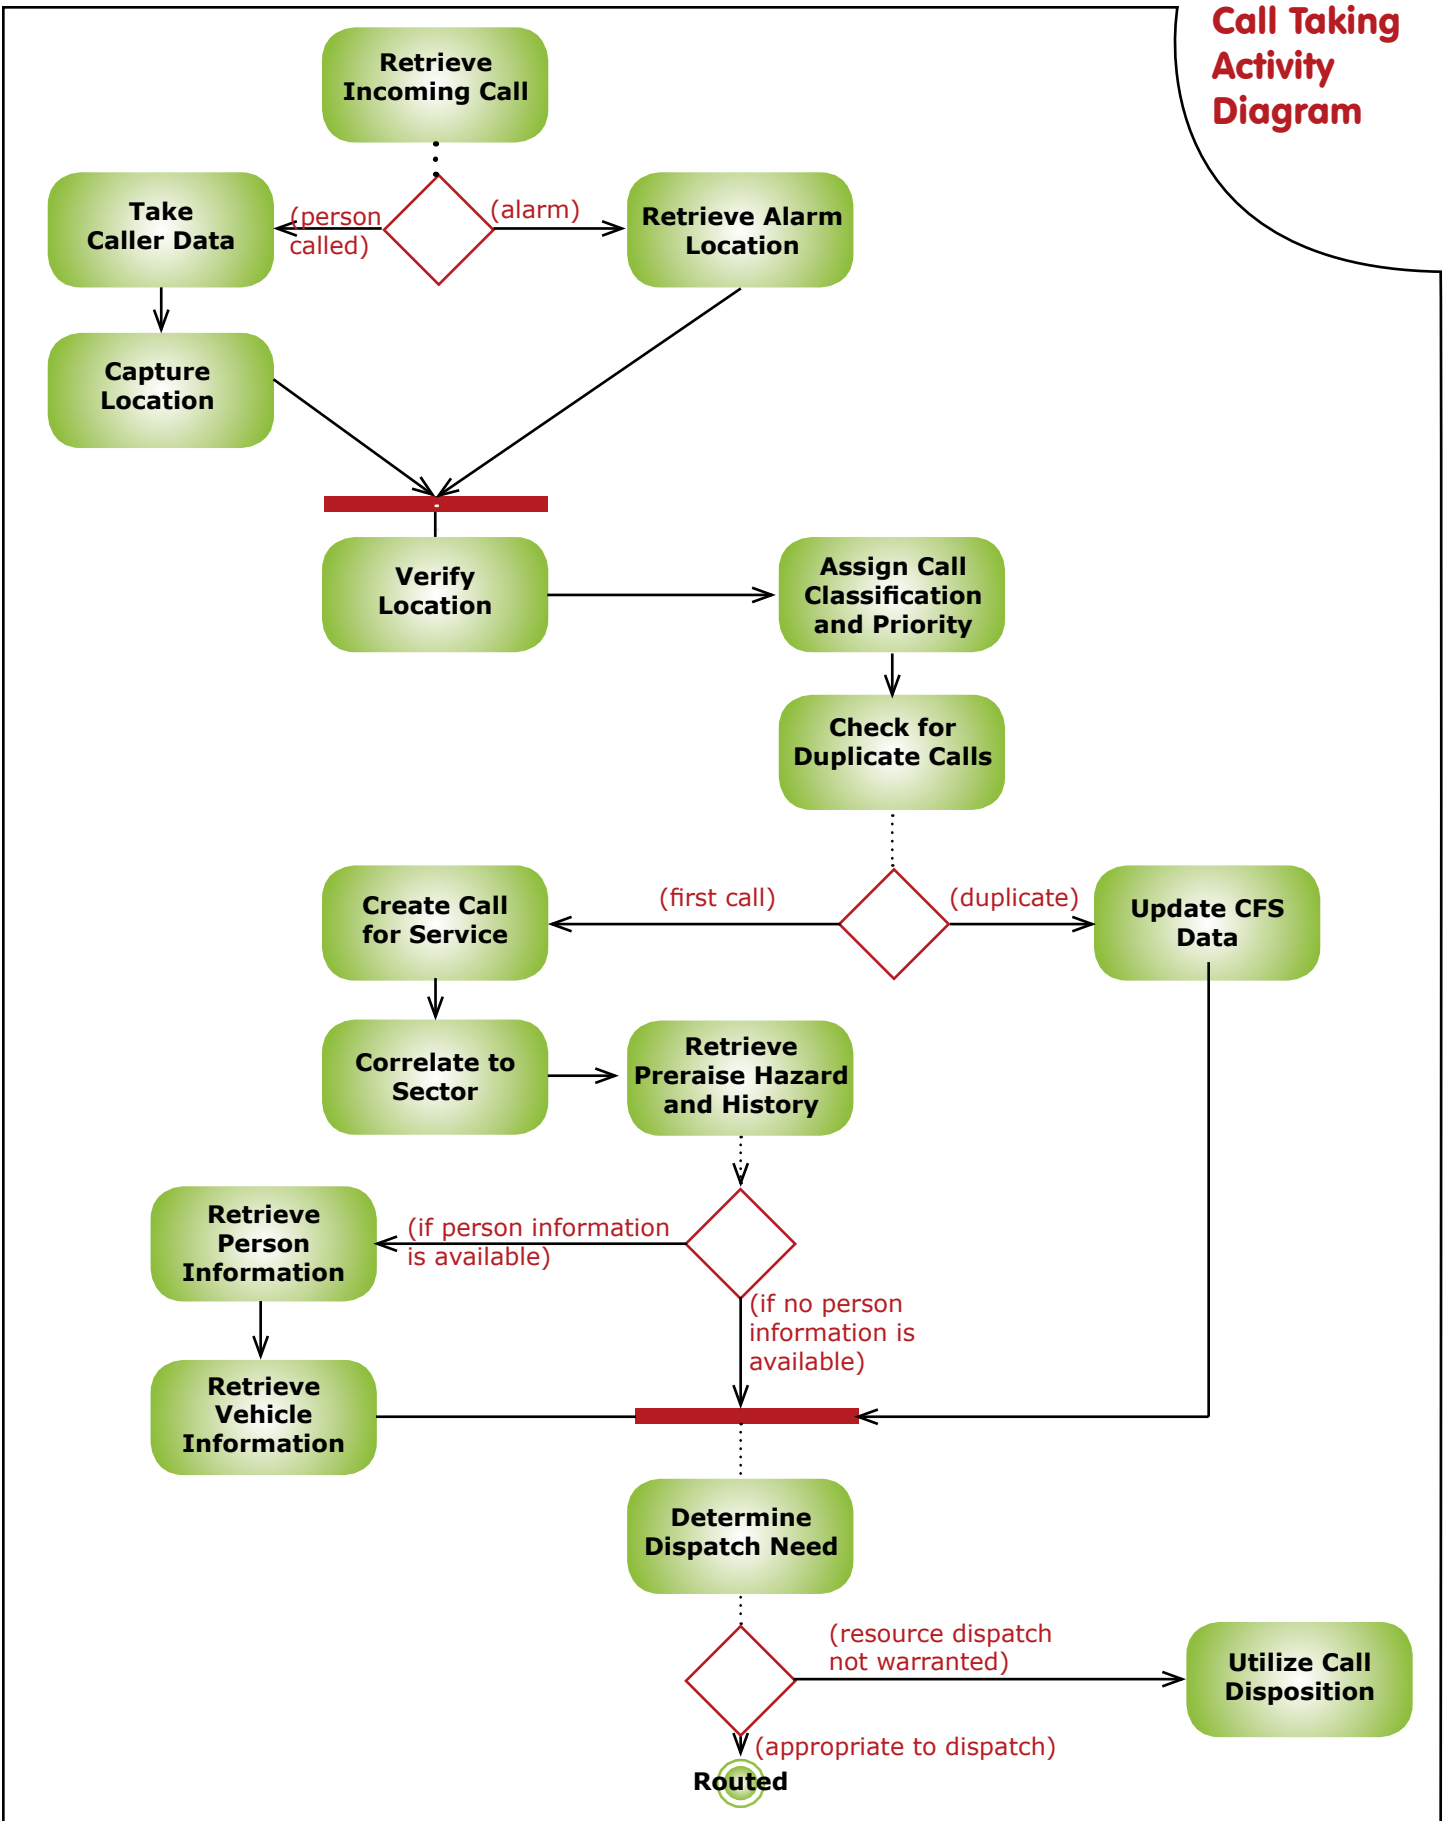 Call Taking
Activity
Diagram
Retrieve
Incoming Call
Take
Caller Data
(person
called)
(alarm)
Retrieve Alarm
Location
Capture
Location
Verify
Location
Assign Call
Classification
and Priority
Check for
Duplicate Calls
Create Call
for Service
(first call)
(duplicate)
Update CFS
Data
Correlate to
Sector
Retrieve
Preraise Hazard
and History
Retrieve
Person
Information
(if person information
is available)
(if no person
information is
available)
Retrieve
Vehicle
Information
Determine
Dispatch Need
(resource dispatch
not warranted)
Utilize Call
Disposition
(appropriate to dispatch)
Routed